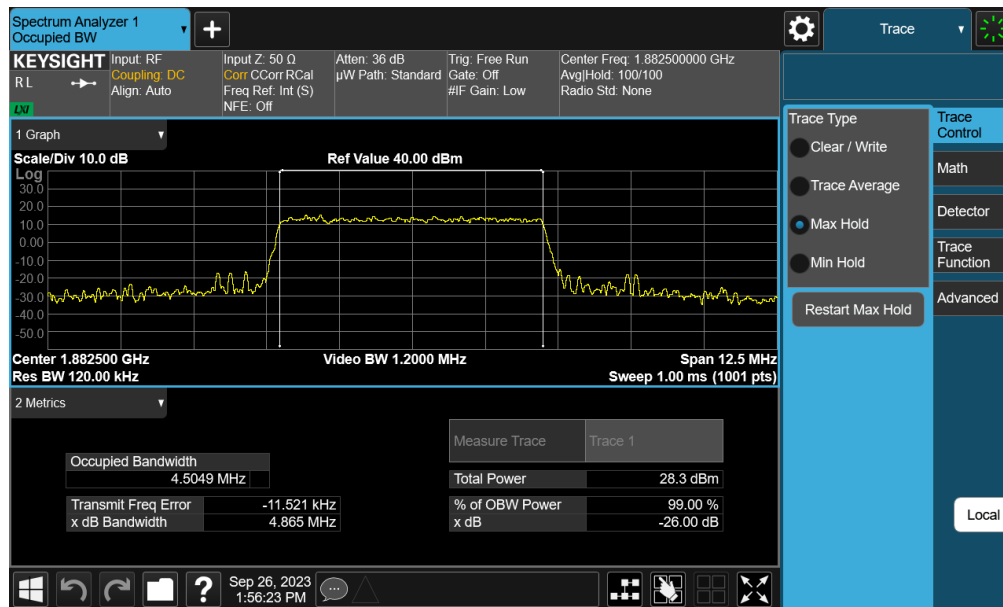 Spectrum Analyzer 1
Occupied BW
Trace
KEYSIGHT
R L
LXI
Input: RF
Coupling: DC
Align: Auto
Input Z: 50 Ω
Corr CCorr RCal
Freq Ref: Int (S)
NFE: Off
Atten: 36 dB
µW Path: Standard
Trig: Free Run
Gate: Off
#IF Gain: Low
Center Freq: 1.882500000 GHz
Avg|Hold: 100/100
Radio Std: None
1 Graph
Scale/Div 10.0 dB
Ref Value 40.00 dBm
Log
30.0
20.0
10.0
0.00
-10.0
-20.0
-30.0
-40.0
-50.0
Center 1.882500 GHz
Video BW 1.2000 MHz
Span 12.5 MHz
Res BW 120.00 kHz
Sweep 1.00 ms (1001 pts)
2 Metrics
Measure Trace
Trace 1
Occupied Bandwidth
4.5049 MHz
Total Power
28.3 dBm
Transmit Freq Error
-11.521 kHz
% of OBW Power
99.00 %
x dB Bandwidth
4.865 MHz
x dB
-26.00 dB
Trace Type
Clear / Write
Trace Average
Max Hold
Min Hold
Restart Max Hold
Trace
Control
Math
Detector
Trace
Function
Advanced
Local
?
Sep 26, 2023
1:56:23 PM